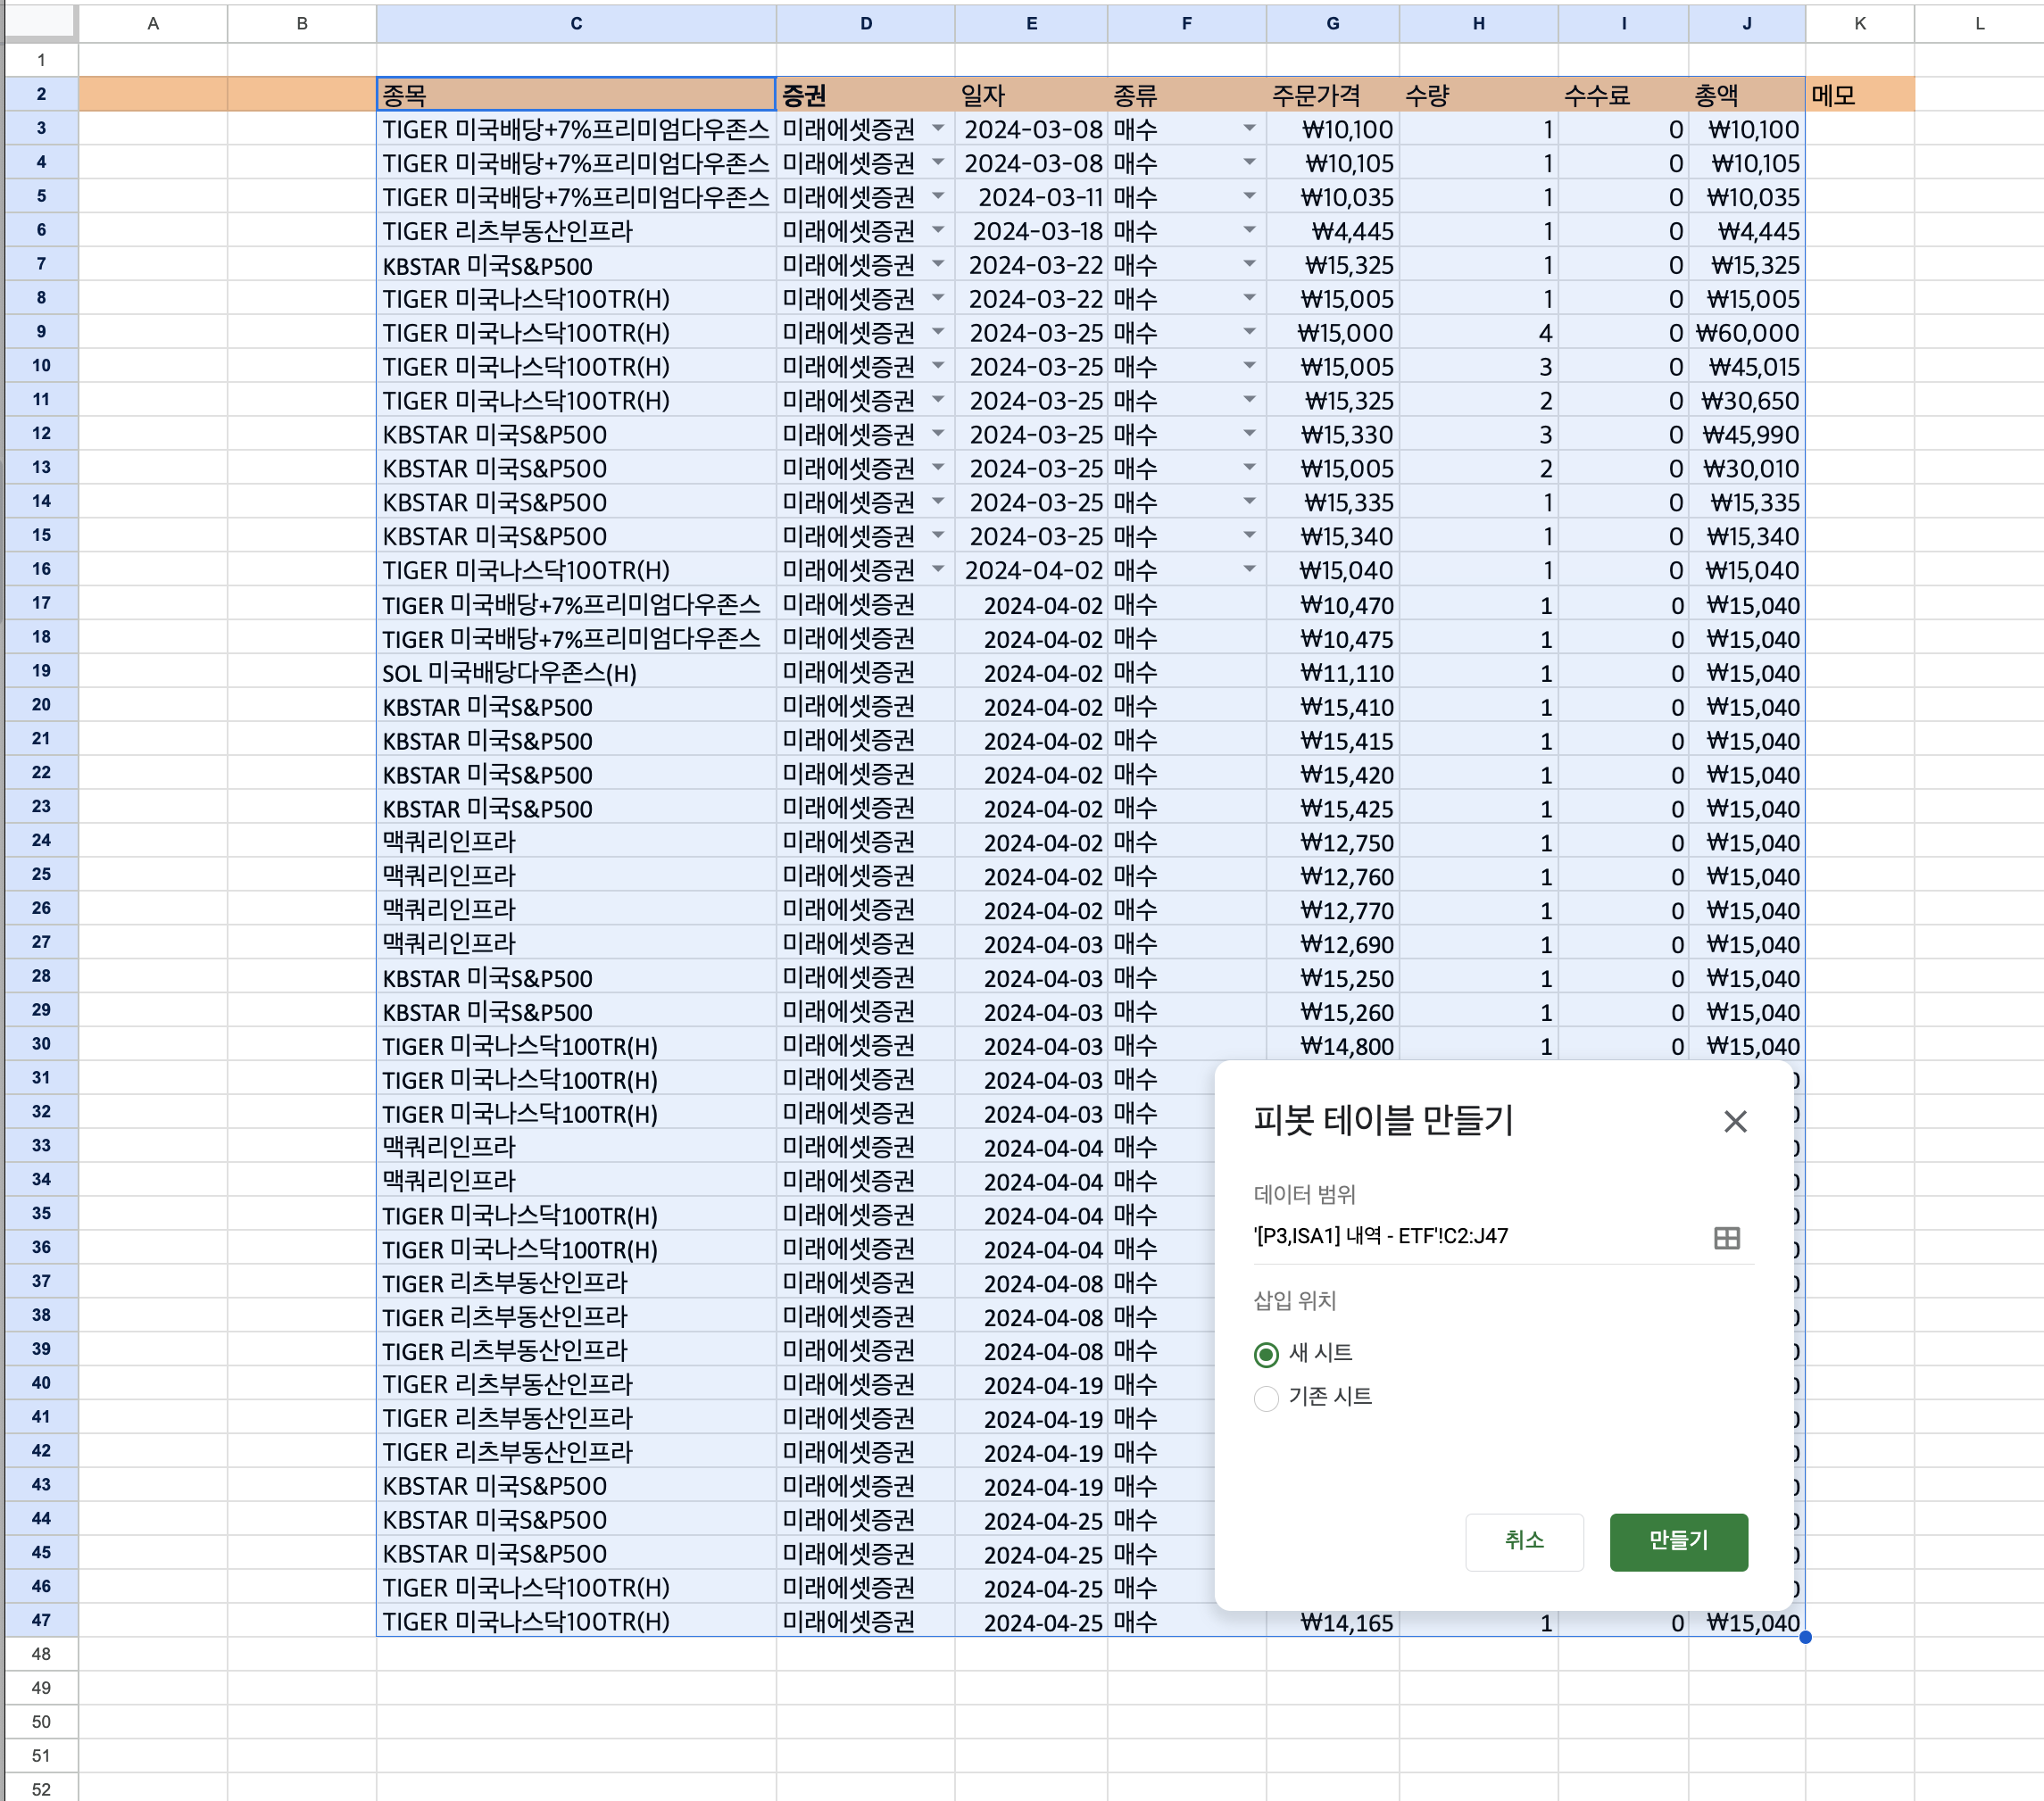 A B C D E F G H I J K L
1
2 종목 증권 일자 종류 주문가격 수량 수수료 총액 메모
3 TIGER 미국배당+7%프리미엄다우존스 미래에셋증권 2024-03-08 매수 ₩10,100 1 0 ₩10,100
4 TIGER 미국배당+7%프리미엄다우존스 미래에셋증권 2024-03-08 매수 ₩10,105 1 0 ₩10,105
5 TIGER 미국배당+7%프리미엄다우존스 미래에셋증권 2024-03-11 매수 ₩10,035 1 0 ₩10,035
6 TIGER 리츠부동산인프라 미래에셋증권 2024-03-18 매수 ₩4,445 1 0 ₩4,445
7 KBSTAR 미국S&P500 미래에셋증권 2024-03-22 매수 ₩15,325 1 0 ₩15,325
8 TIGER 미국나스닥100TR(H) 미래에셋증권 2024-03-22 매수 ₩15,005 1 0 ₩15,005
9 TIGER 미국나스닥100TR(H) 미래에셋증권 2024-03-25 매수 ₩15,000 4 0 ₩60,000
10 TIGER 미국나스닥100TR(H) 미래에셋증권 2024-03-25 매수 ₩15,005 3 0 ₩45,015
11 TIGER 미국나스닥100TR(H) 미래에셋증권 2024-03-25 매수 ₩15,325 2 0 ₩30,650
12 KBSTAR 미국S&P500 미래에셋증권 2024-03-25 매수 ₩15,330 3 0 ₩45,990
13 KBSTAR 미국S&P500 미래에셋증권 2024-03-25 매수 ₩15,005 2 0 ₩30,010
14 KBSTAR 미국S&P500 미래에셋증권 2024-03-25 매수 ₩15,335 1 0 ₩15,335
15 KBSTAR 미국S&P500 미래에셋증권 2024-03-25 매수 ₩15,340 1 0 ₩15,340
16 TIGER 미국나스닥100TR(H) 미래에셋증권 2024-04-02 매수 ₩15,040 1 0 ₩15,040
17 TIGER 미국배당+7%프리미엄다우존스 미래에셋증권 2024-04-02 매수 ₩10,470 1 0 ₩15,040
18 TIGER 미국배당+7%프리미엄다우존스 미래에셋증권 2024-04-02 매수 ₩10,475 1 0 ₩15,040
19 SOL 미국배당다우존스(H) 미래에셋증권 2024-04-02 매수 ₩11,110 1 0 ₩15,040
20 KBSTAR 미국S&P500 미래에셋증권 2024-04-02 매수 ₩15,410 1 0 ₩15,040
21 KBSTAR 미국S&P500 미래에셋증권 2024-04-02 매수 ₩15,415 1 0 ₩15,040
22 KBSTAR 미국S&P500 미래에셋증권 2024-04-02 매수 ₩15,420 1 0 ₩15,040
23 KBSTAR 미국S&P500 미래에셋증권 2024-04-02 매수 ₩15,425 1 0 ₩15,040
24 맥쿼리인프라 미래에셋증권 2024-04-02 매수 ₩12,750 1 0 ₩15,040
25 맥쿼리인프라 미래에셋증권 2024-04-02 매수 ₩12,760 1 0 ₩15,040
26 맥쿼리인프라 미래에셋증권 2024-04-02 매수 ₩12,770 1 0 ₩15,040
27 맥쿼리인프라 미래에셋증권 2024-04-03 매수 ₩12,690 1 0 ₩15,040
28 KBSTAR 미국S&P500 미래에셋증권 2024-04-03 매수 ₩15,250 1 0 ₩15,040
29 KBSTAR 미국S&P500 미래에셋증권 2024-04-03 매수 ₩15,260 1 0 ₩15,040
30 TIGER 미국나스닥100TR(H) 미래에셋증권 2024-04-03 매수 ₩14,800 1 0 ₩15,040
31 TIGER 미국나스닥100TR(H) 미래에셋증권 2024-04-03 매수
32 TIGER 미국나스닥100TR(H) 미래에셋증권 2024-04-03 매수
33 맥쿼리인프라 미래에셋증권 2024-04-04 매수
34 맥쿼리인프라 미래에셋증권 2024-04-04 매수
35 TIGER 미국나스닥100TR(H) 미래에셋증권 2024-04-04 매수
36 TIGER 미국나스닥100TR(H) 미래에셋증권 2024-04-04 매수
37 TIGER 리츠부동산인프라 미래에셋증권 2024-04-08 매수
38 TIGER 리츠부동산인프라 미래에셋증권 2024-04-08 매수
39 TIGER 리츠부동산인프라 미래에셋증권 2024-04-08 매수
40 TIGER 리츠부동산인프라 미래에셋증권 2024-04-19 매수
41 TIGER 리츠부동산인프라 미래에셋증권 2024-04-19 매수
42 TIGER 리츠부동산인프라 미래에셋증권 2024-04-19 매수
43 KBSTAR 미국S&P500 미래에셋증권 2024-04-19 매수
44 KBSTAR 미국S&P500 미래에셋증권 2024-04-25 매수
45 KBSTAR 미국S&P500 미래에셋증권 2024-04-25 매수
46 TIGER 미국나스닥100TR(H) 미래에셋증권 2024-04-25 매수
47 TIGER 미국나스닥100TR(H) 미래에셋증권 2024-04-25 매수 ₩14,165 1 0 ₩15,040
48
49
50
51
52
피봇 테이블 만들기
데이터 범위
'[P3,ISA1] 내역 - ETF'!C2:J47
삽입 위치
새 시트
기존 시트
취소 만들기